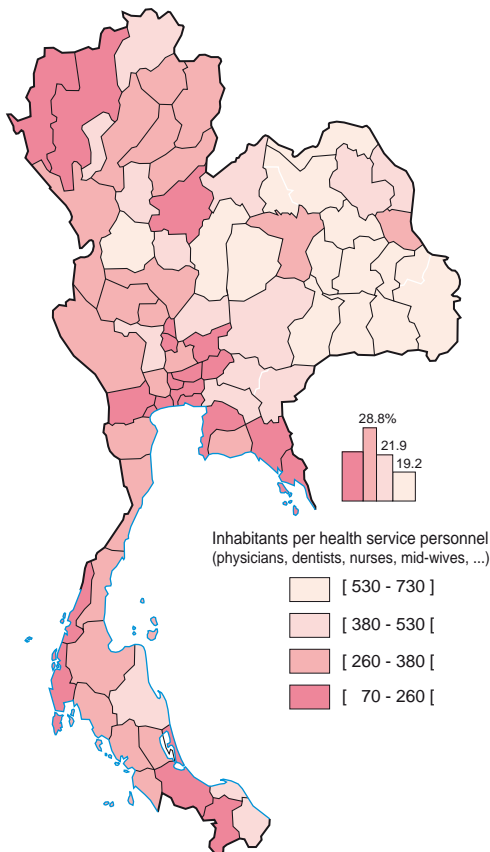 28.8%
21.9
19.2
Inhabitants per health service personnel
(physicians, dentists, nurses, mid-wives, ...)
[ 530 - 730 ]
[ 380 - 530 [
[ 260 - 380 [
[ 70 - 260 [